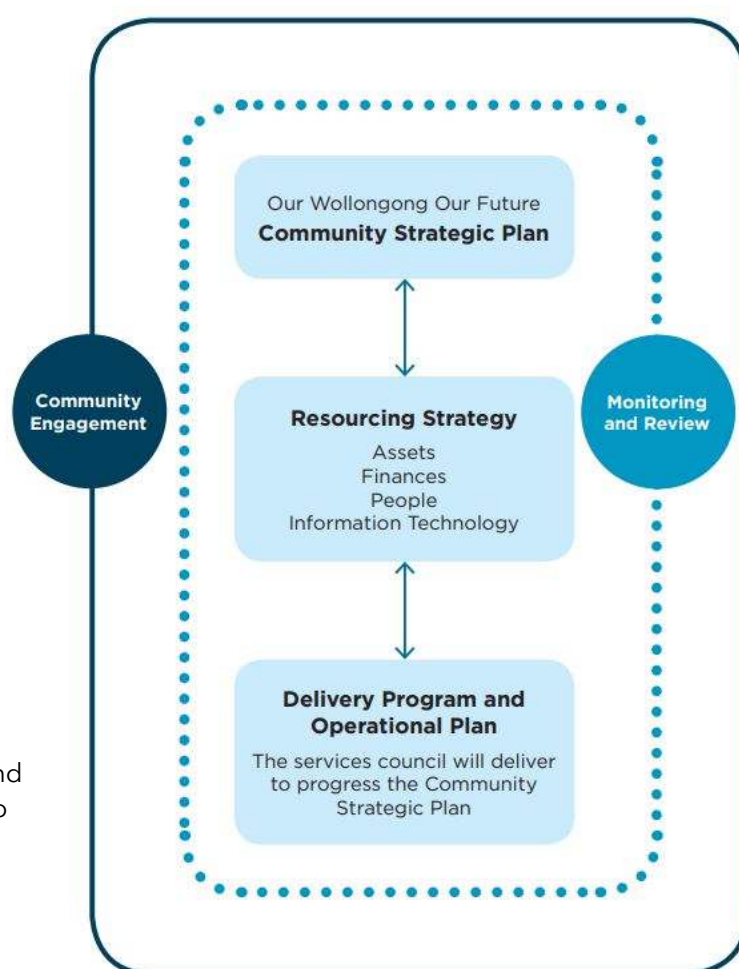 Our Wollongong Our Future
Community Strategic Plan
Community
Engagement
Resourcing Strategy
Assets
Finances
People
Information Technology
Monitoring
and Review
Delivery Program and
Operational Plan
The services council will deliver
to progress the Community
Strategic Plan